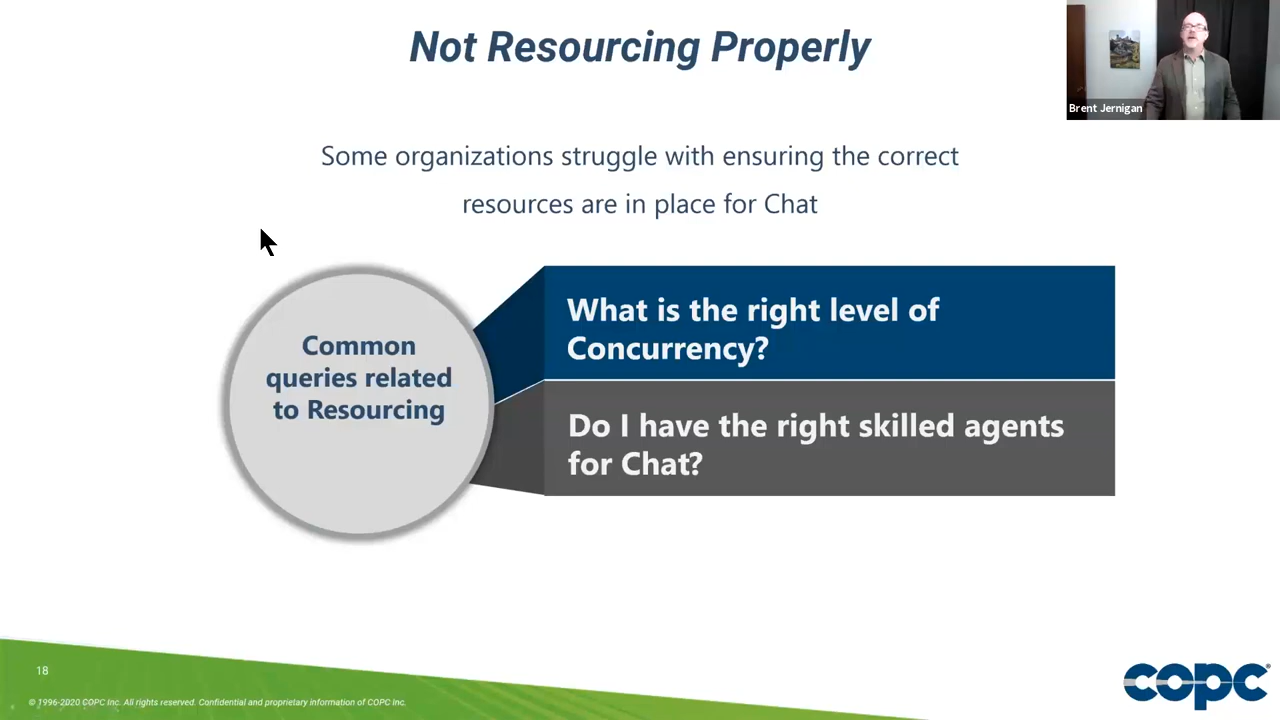 Not Resourcing Properly
Brent Jernigan
Some organizations struggle with ensuring the correct
resources are in place for Chat
Common
queries related
to Resourcing
What is the right level of
Concurrency?
Do I have the right skilled agents
for Chat?
18
© 1996-2020 COPC Inc. All rights reserved. Confidential and proprietary information of COPC Inc.
copc®